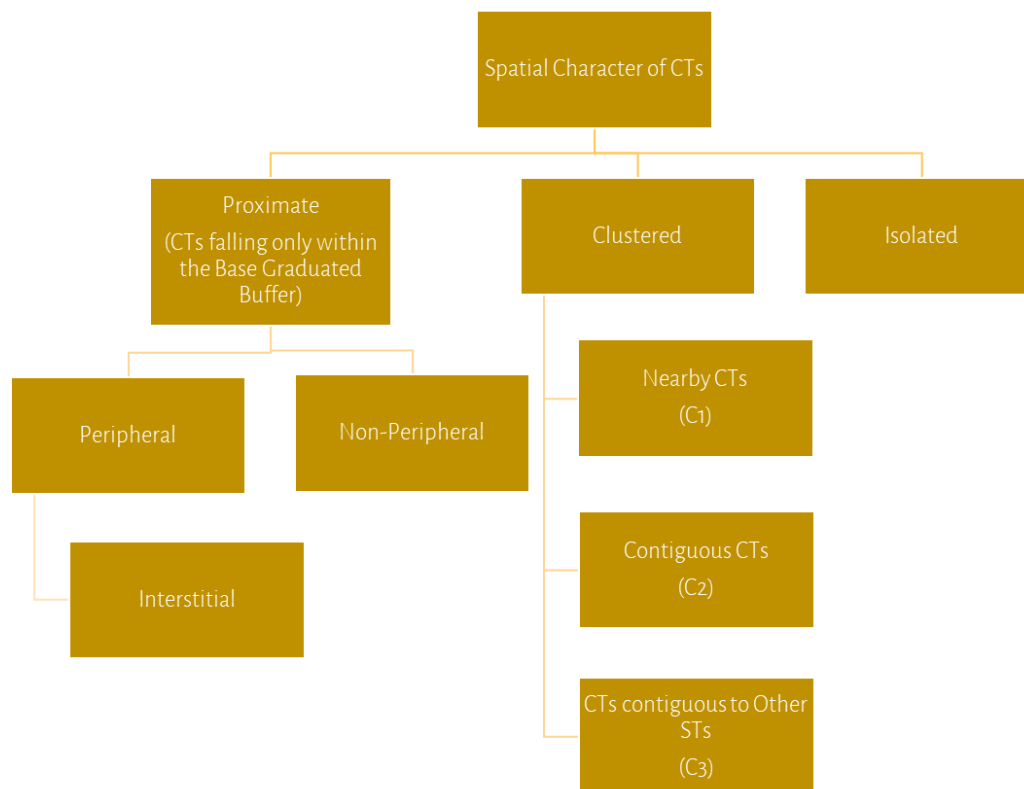 Spatial Character of CTs
Proximate
(CTs falling only within
the Base Graduated
Buffer)
Clustered
Isolated
Peripheral
Non-Peripheral
Interstitial
Nearby CTs
(C1)
Contiguous CTs
(C2)
CTs contiguous to Other
STs
(C3)